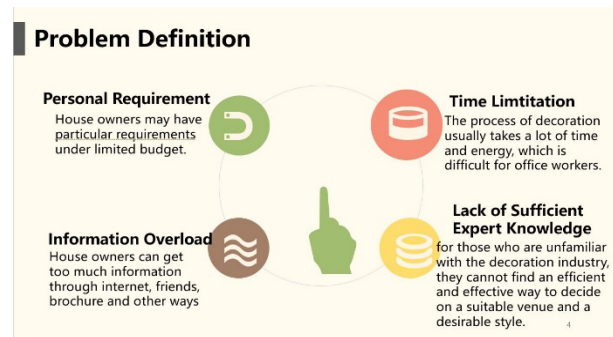 Problem Definition
Personal Requirement
House owners may have
particular requirements
under limited budget.
Time Limtitation
The process of decoration
usually takes a lot of time
and energy, which is
difficult for office workers.
Information Overload
House owners can get
too much information
through internet, friends,
brochure and other ways
Lack of Sufficient
Expert Knowledge
for those who are unfamiliar
with the decoration industry,
they cannot find an efficient
and effective way to decide
on a suitable venue and a
desirable style.
4